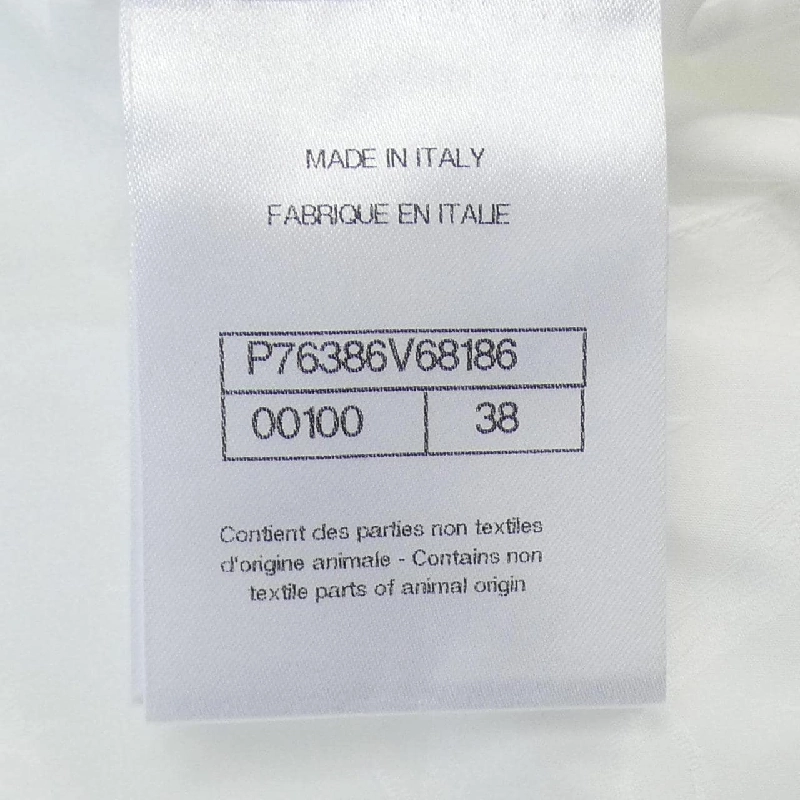 MADE IN ITALY
FABRIQUE EN ITALIE
P76386V68186
00100 38
Contient des parties non textiles
d'origine animale - Contains non
textile parts of animal origin